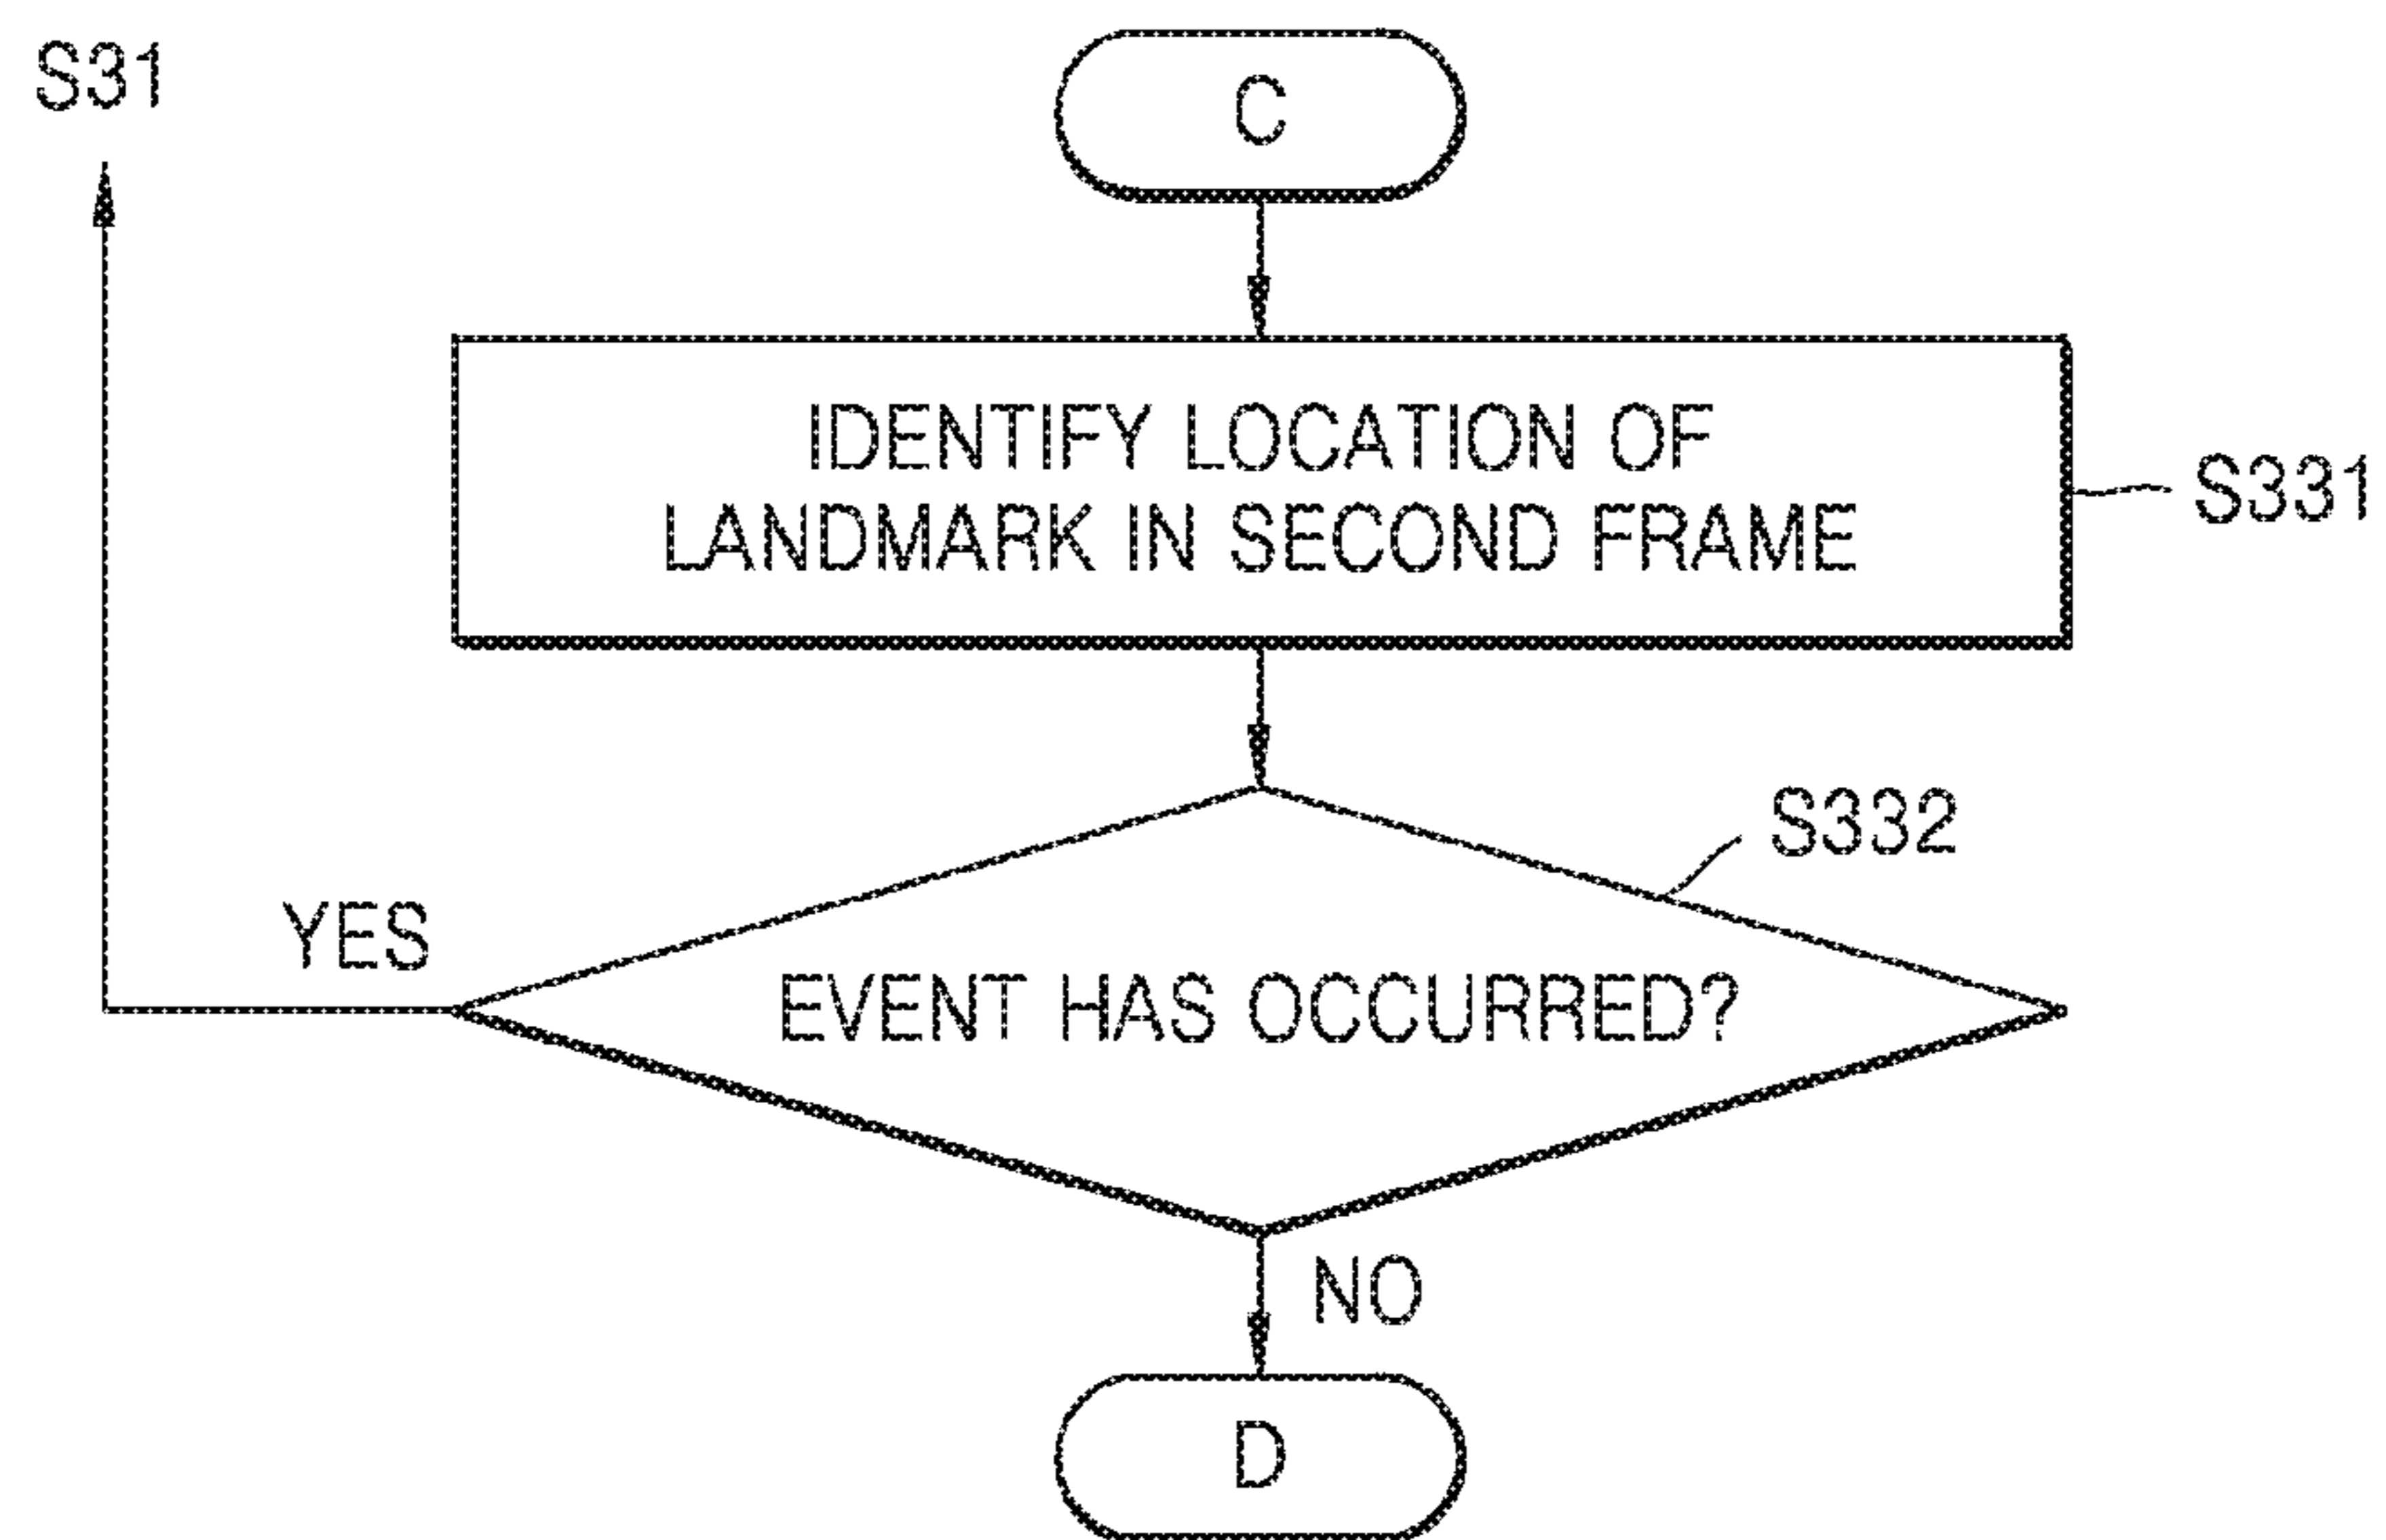 S31
C
IDENTIFY LOCATION OF
LANDMARK IN SECOND FRAME
S331
S332
YES
EVENT HAS OCCURRED?
NO
D